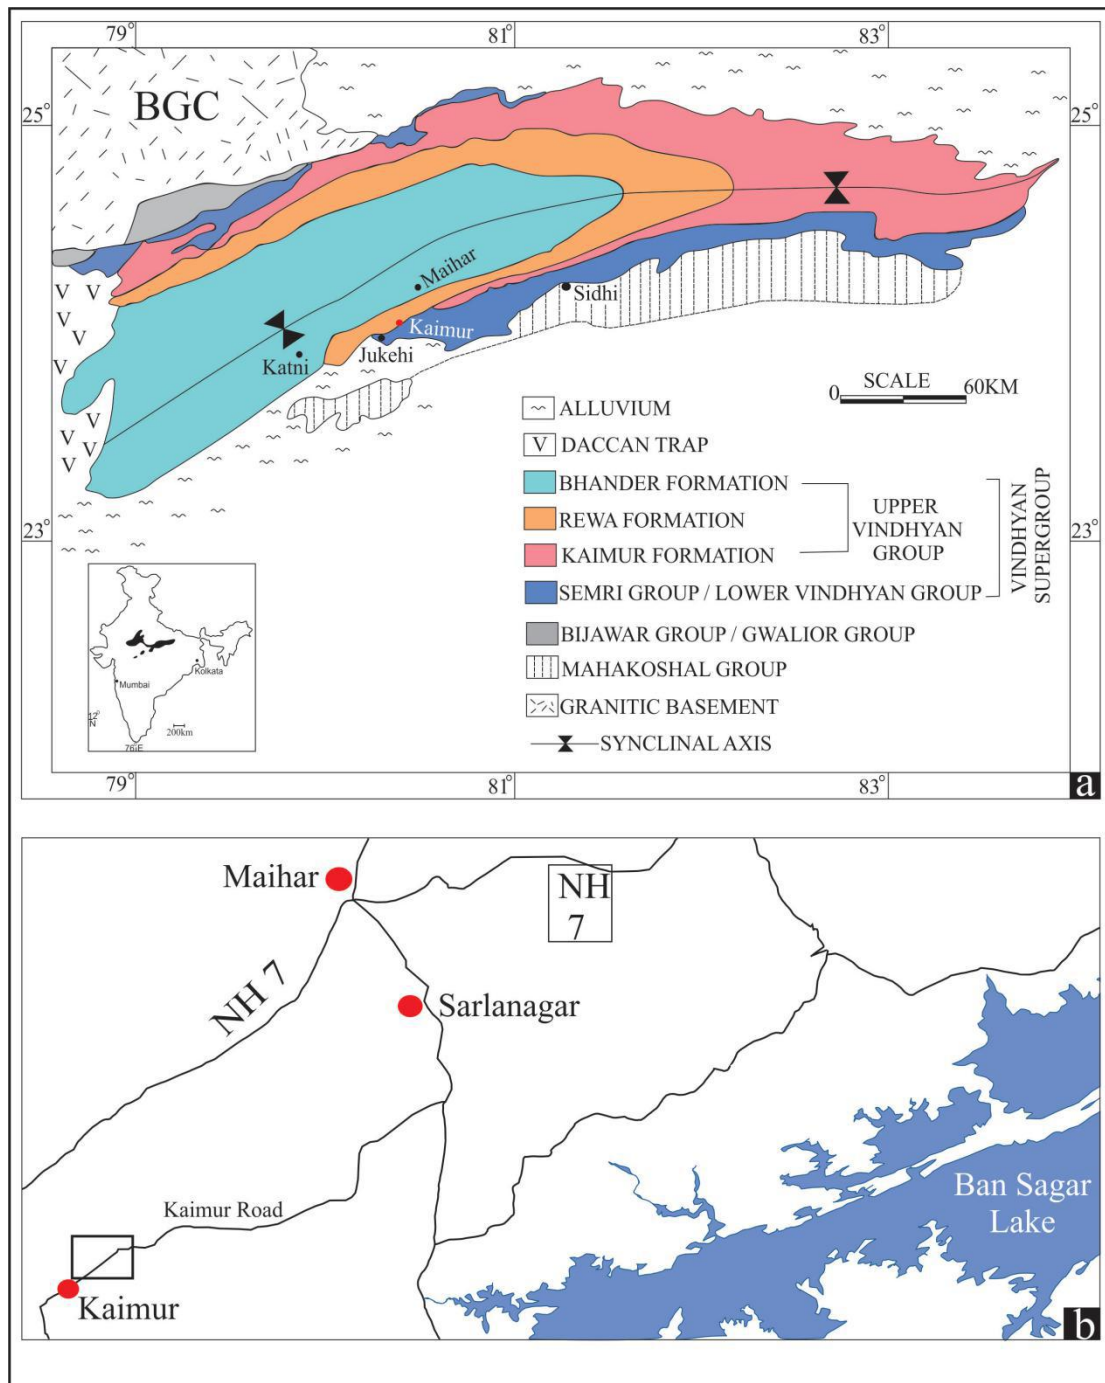 79°
81°
83°
25°
25°
BGC
Maihar
Sidhi
Kaimur
Jukehi
Katni
V V
V
V
V
V
V
V
V
V
SCALE
0
60KM
ALLUVIUM
V DACCAN TRAP
BHANDER FORMATION
REWA FORMATION
KAIMUR FORMATION
SEMRI GROUP / LOWER VINDHYAN GROUP
BIJAWAR GROUP / GWALIOR GROUP
MAHAKOSHAL GROUP
GRANITIC BASEMENT
SYNCLINAL AXIS
UPPER
VINDHYAN
GROUP
VINDHYAN
SUPERGROUP
23°
23°
Kolkata
Mumbai
12°
N
200km
79°
81°
83°
a
Maihar
NH
7
NH 7
Sarlanagar
Kaimur Road
Ban Sagar
Lake
Kaimur
b